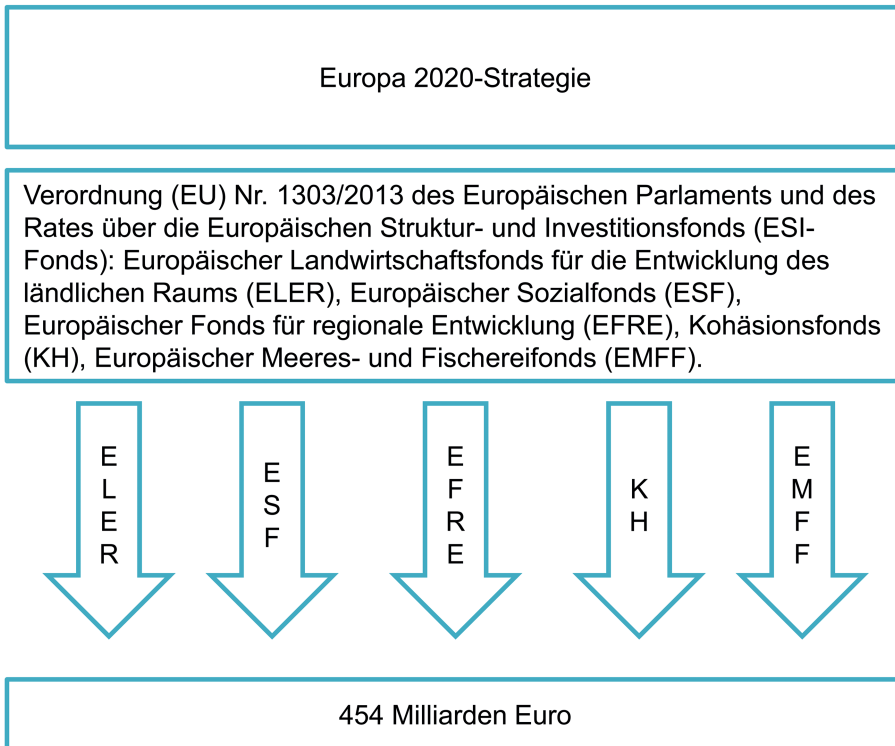 Europa 2020-Strategie
Verordnung (EU) Nr. 1303/2013 des Europäischen Parlaments und des
Rates über die Europäischen Struktur- und Investitionsfonds (ESI-
Fonds): Europäischer Landwirtschaftsfonds für die Entwicklung des
ländlichen Raums (ELER), Europäischer Sozialfonds (ESF),
Europäischer Fonds für regionale Entwicklung (EFRE), Kohäsionsfonds
(KH), Europäischer Meeres- und Fischereifonds (EMFF).
E
L
E
R
E
S
F
E
F
R
E
K
H
E
M
F
F
454 Milliarden Euro